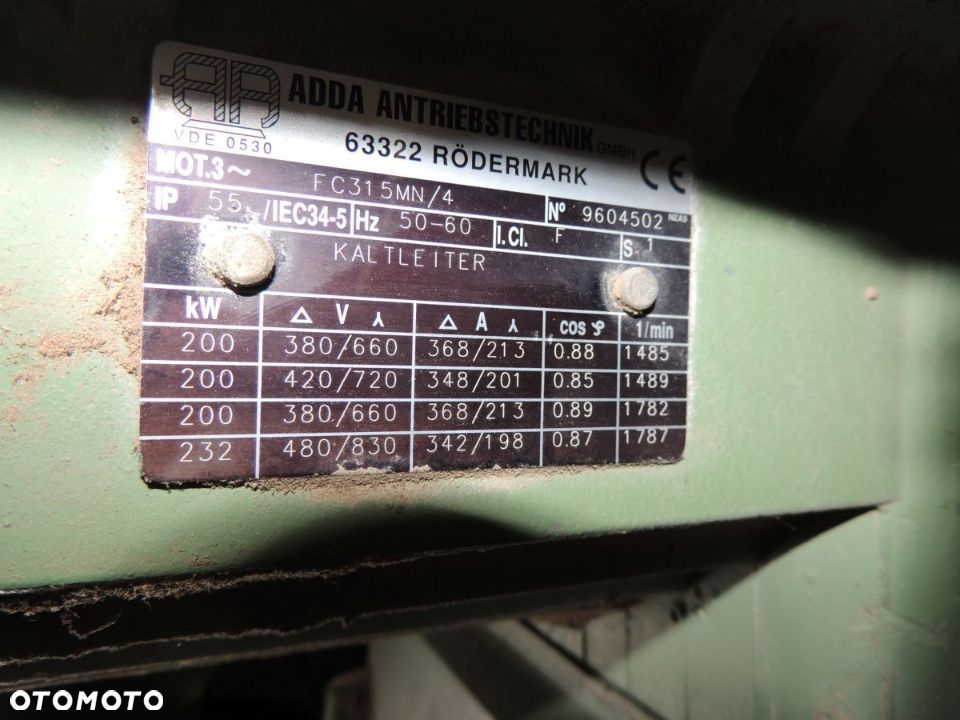 ADDA ANTRIEBSTECHNIK GMBH
VDE 0530
63322 RÖDERMARK
CE
MOT.3~ FC315MN/4 Nº 9604502 NZAS
IP 55 /IEC34-5 Hz 50-60 I.Cl. F S 1
KALTLEITER
kW Δ V ⅄ Δ A ⅄ cos φ 1/min
200 380/660 368/213 0.88 1485
200 420/720 348/201 0.85 1489
200 380/660 368/213 0.89 1782
232 480/830 342/198 0.87 1787
OTOMOTO